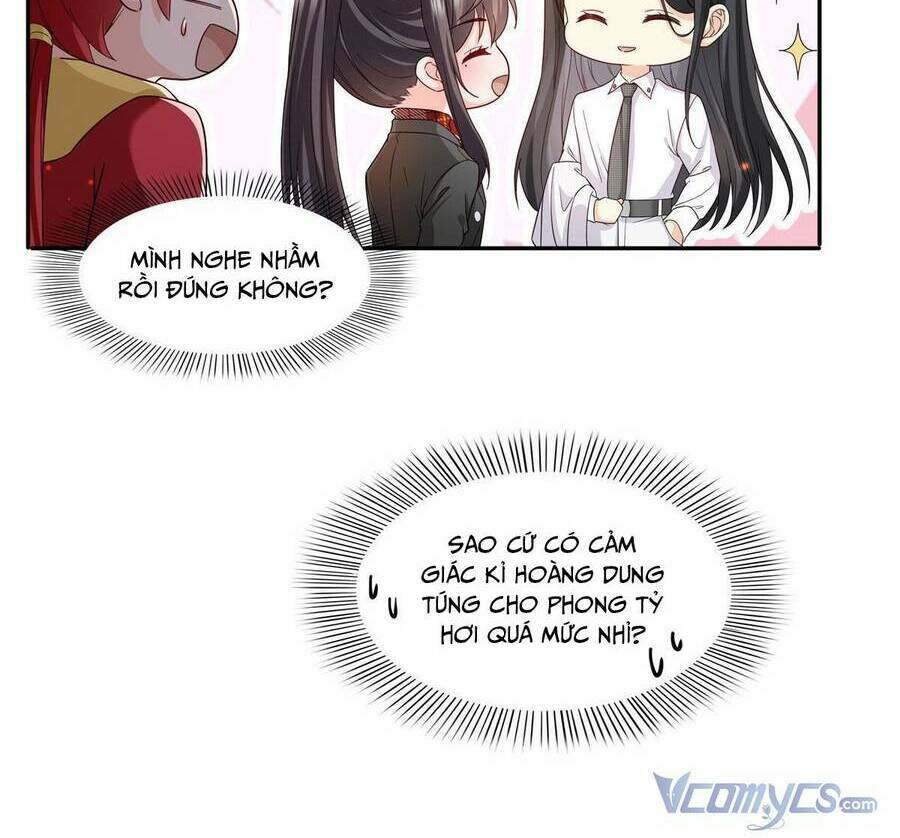 MÌNH NGHE NHẦM
RỒI ĐÚNG KHÔNG?
SAO CỨ CÓ CẢM
GIÁC KỈ HOÀNG DUNG
TÚNG CHO PHONG TỶ
HƠI QUÁ MỨC NHỈ?
VCOMYCS.com